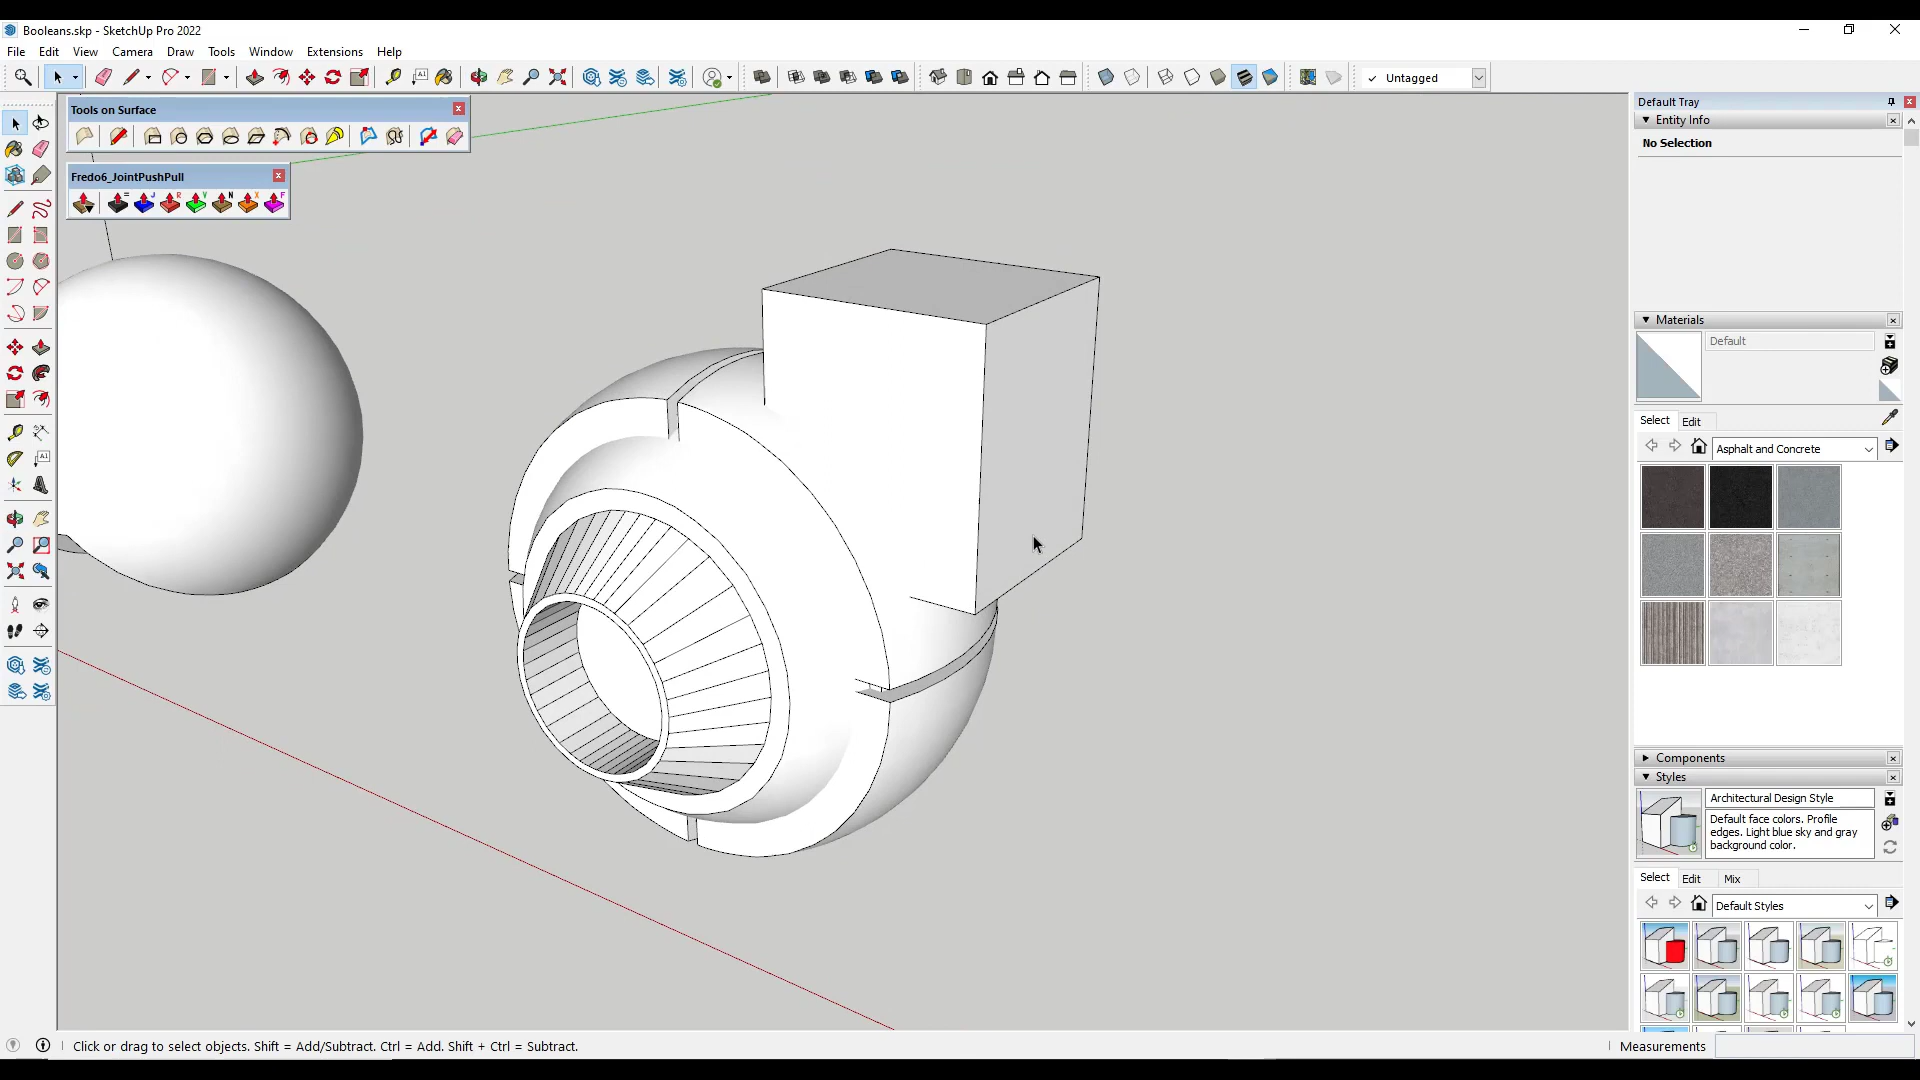 Booleans.skp - SketchUp Pro 2022
File Edit View Camera Draw Tools Window Extensions Help
Untagged
Tools on Surface
Fredo6_JointPushPull
Default Tray
Entity Info
No Selection
Materials
Default
Select Edit
Asphalt and Concrete
Components
Styles
Architectural Design Style
Default face colors. Profile
edges. Light blue sky and gray
background color.
Select Edit Mix
Default Styles
Click or drag to select objects. Shift = Add/Subtract. Ctrl = Add. Shift + Ctrl = Subtract.
Measurements